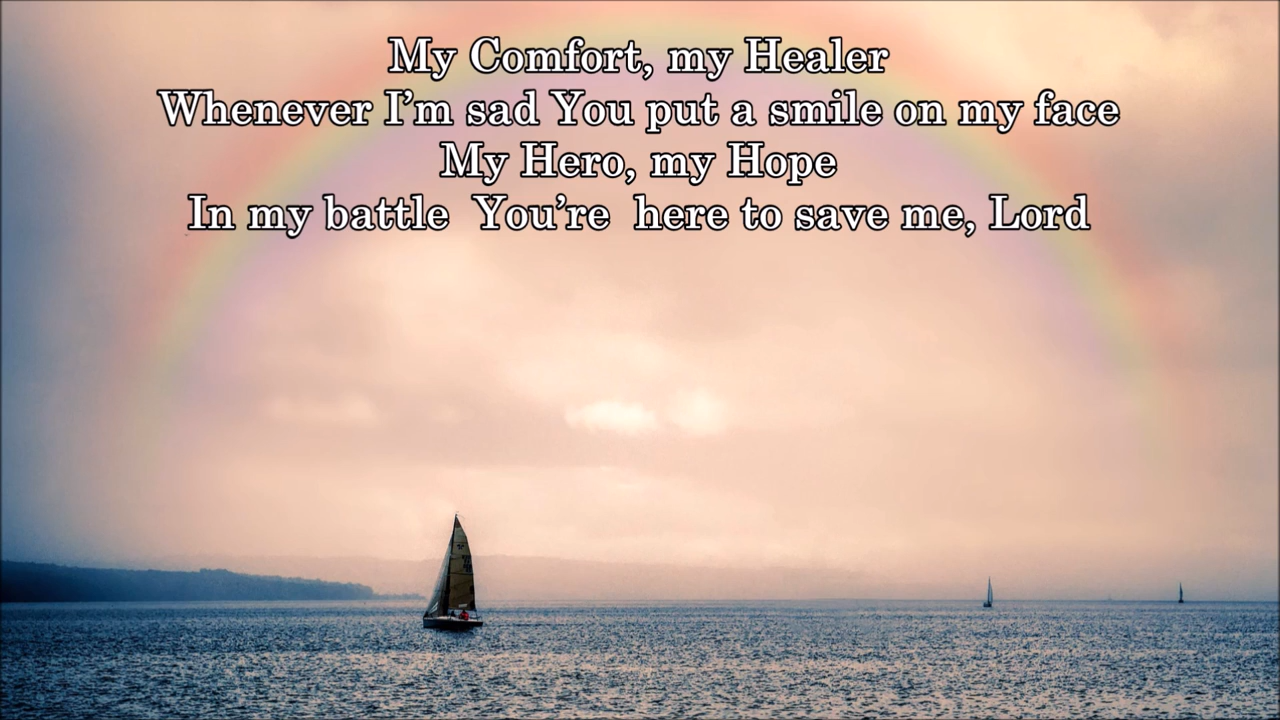 My Comfort, my Healer
Whenever I’m sad You put a smile on my face
My Hero, my Hope
In my battle  You’re  here to save me, Lord